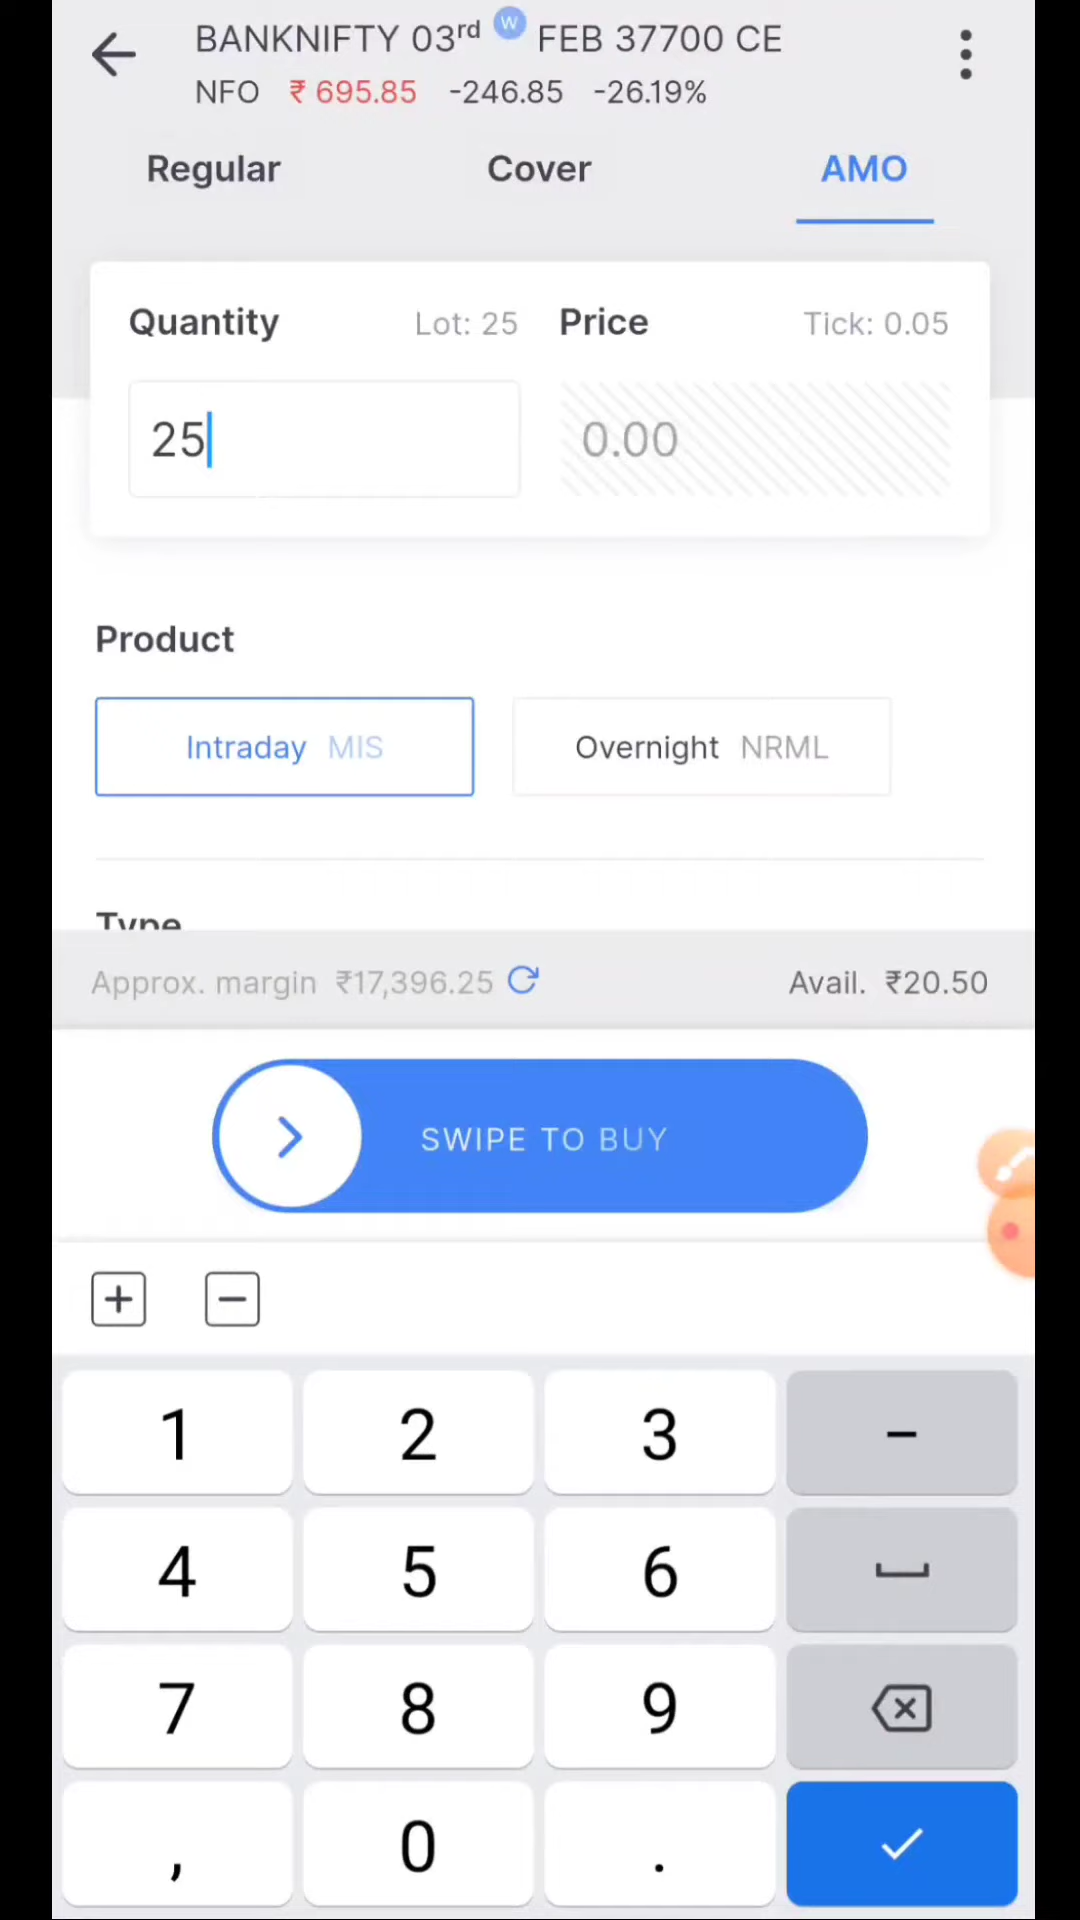 BANKNIFTY 03rd W FEB 37700 CE
NFO ₹ 695.85 -246.85 -26.19%
Regular Cover AMO
Quantity Lot: 25 Price Tick: 0.05
25 0.00
Product
Intraday MIS Overnight NRML
Type
Approx. margin ₹17,396.25 Avail. ₹20.50
SWIPE TO BUY
+ −
1 2 3 –
4 5 6
7 8 9
, 0 .